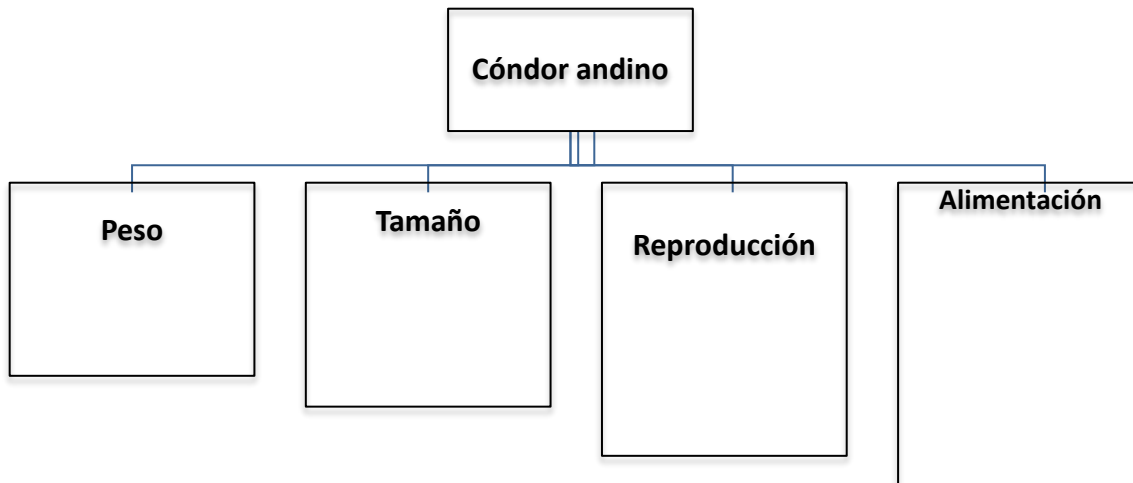 Cóndor andino
Peso
Tamaño
Reproducción
Alimentación